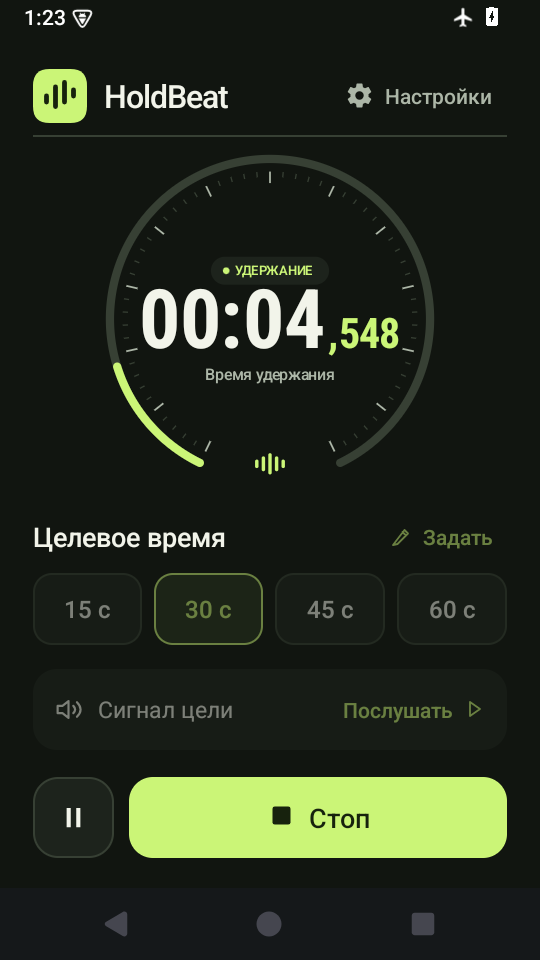 1:23
HoldBeat
Настройки
УДЕРЖАНИЕ
00:04,548
Время удержания
Целевое время
Задать
15 с
30 с
45 с
60 с
Сигнал цели
Послушать
Стоп